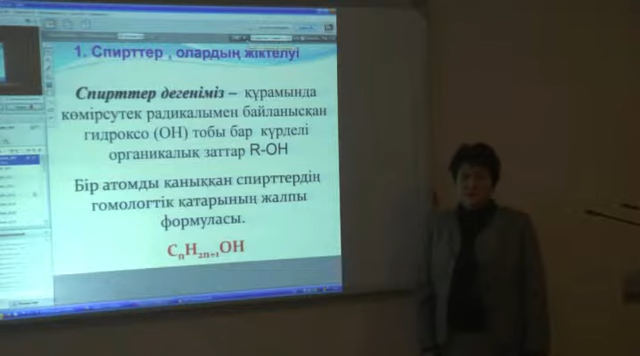 1. Спирттер , олардың жіктелуі
Спирттер дегеніміз – құрамында
көмірсутек радикалымен байланысқан
гидроксо (ОН) тобы бар күрделі
органикалық заттар R-OH
Бір атомды қаныққан спирттердің
гомологтік қатарының жалпы
формуласы.
CnH2n+1OH